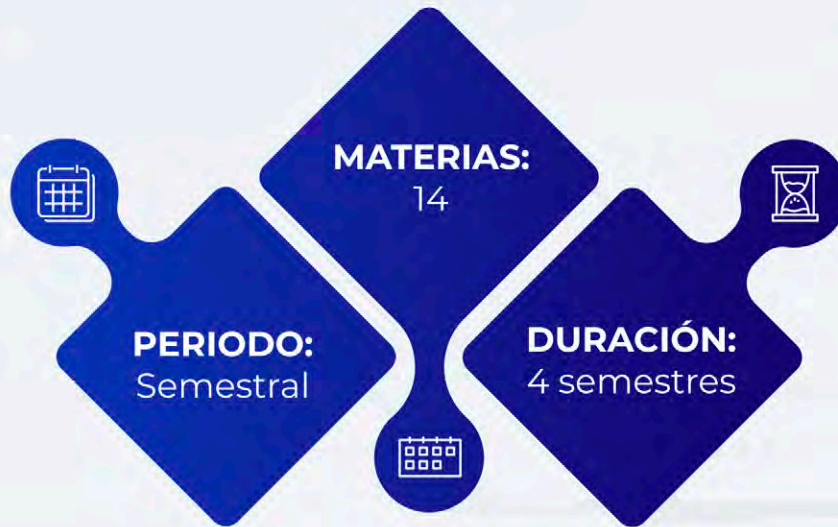 MATERIAS:
14
PERIODO:
Semestral
DURACIÓN:
4 semestres